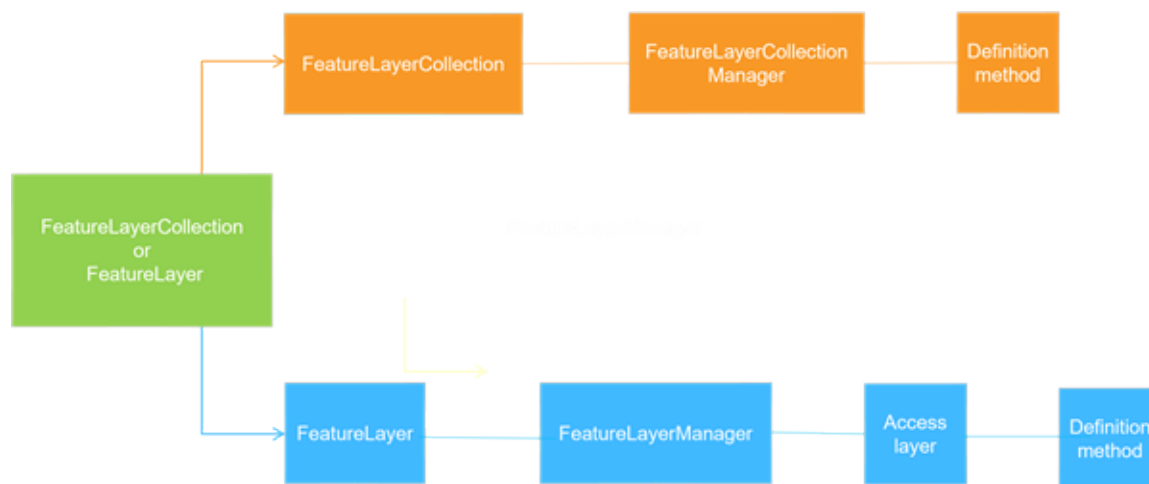 FeatureLayerCollection
FeatureLayerCollection
Manager
Definition
method
FeatureLayerCollection
or
FeatureLayer
FeatureLayer
FeatureLayerManager
Access
layer
Definition
method